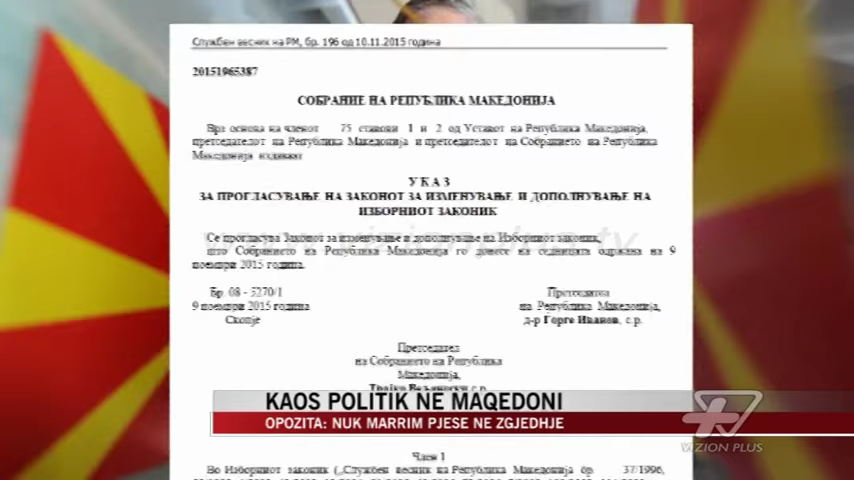 Службен весник на РМ, бр. 196 од 10.11.2015 година
20151965387
СОБРАНИЕ НА РЕПУБЛИКА МАКЕДОНИЈА
Врз основа на членот 75 ставови 1 и 2 од Уставот на Република Македонија,
претседателот на Република Македонија и претседателот на Собранието на Република
Македонија издаваат
У К А З
ЗА ПРОГЛАСУВАЊЕ НА ЗАКОНОТ ЗА ИЗМЕНУВАЊЕ И ДОПОЛНУВАЊЕ НА
ИЗБОРНИОТ ЗАКОНИК
Се прогласува Законот за изменување и дополнување на Изборниот законик,
што Собранието на Република Македонија го донесе на седницата одржана на 9
ноември 2015 година.
Бр. 08 - 5270/1
9 ноември 2015 година
Скопје
Претседател
на Република Македонија,
д-р Ѓорге Иванов, с.р.
Претседател
на Собранието на Република
Македонија,
Трајко Вељаноски, с.р.
KAOS POLITIK NE MAQEDONI
OPOZITA: NUK MARRIM PJESE NE ZGJEDHJE
VIZION PLUS
Член 1
Во Изборниот законик („Службен весник на Република Македонија" бр. 37/1996,